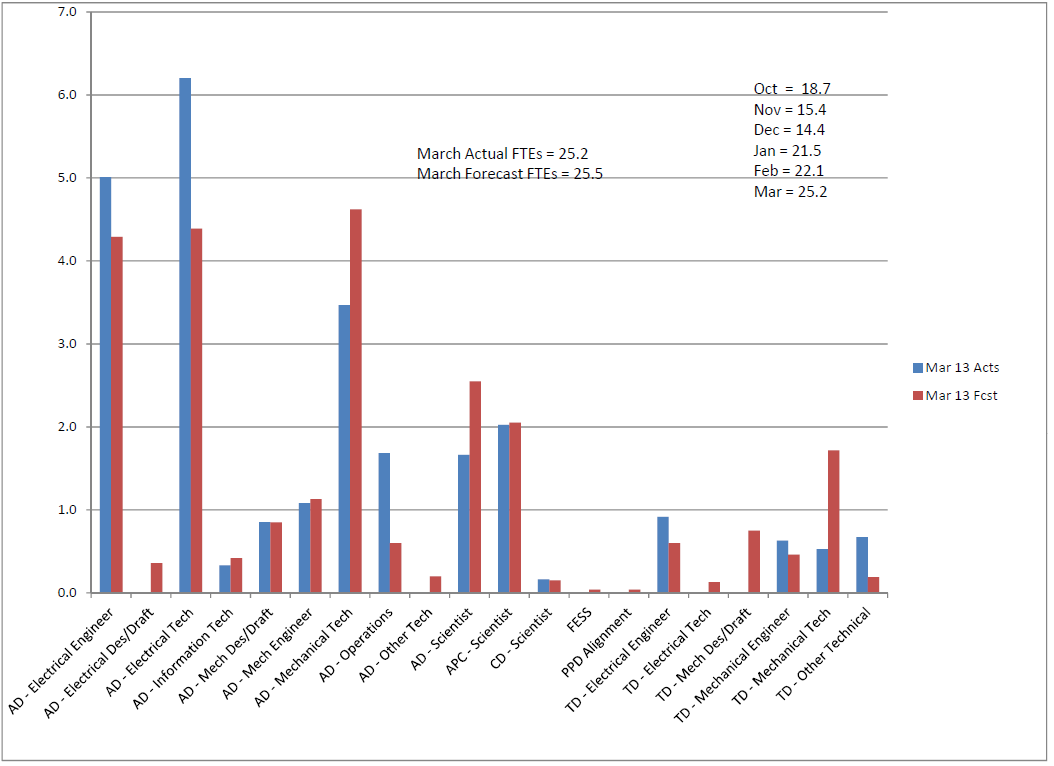 7.0
6.0
5.0
4.0
3.0
2.0
1.0
0.0
Oct  =  18.7
Nov = 15.4
Dec = 14.4
Jan = 21.5
Feb = 22.1
Mar = 25.2
March Actual FTEs = 25.2
March Forecast FTEs = 25.5
Mar 13 Acts
Mar 13 Fcst
AD - Electrical Engineer
AD - Electrical Des/Draft
AD - Electrical Tech
AD - Information Tech
AD - Mech Des/Draft
AD - Mech Engineer
AD - Mechanical Tech
AD - Operations
AD - Other Tech
AD - Scientist
APC - Scientist
CD - Scientist
FESS
PPD Alignment
TD - Electrical Engineer
TD - Electrical Tech
TD - Mech Des/Draft
TD - Mechanical Engineer
TD - Mechanical Tech
TD - Other Technical